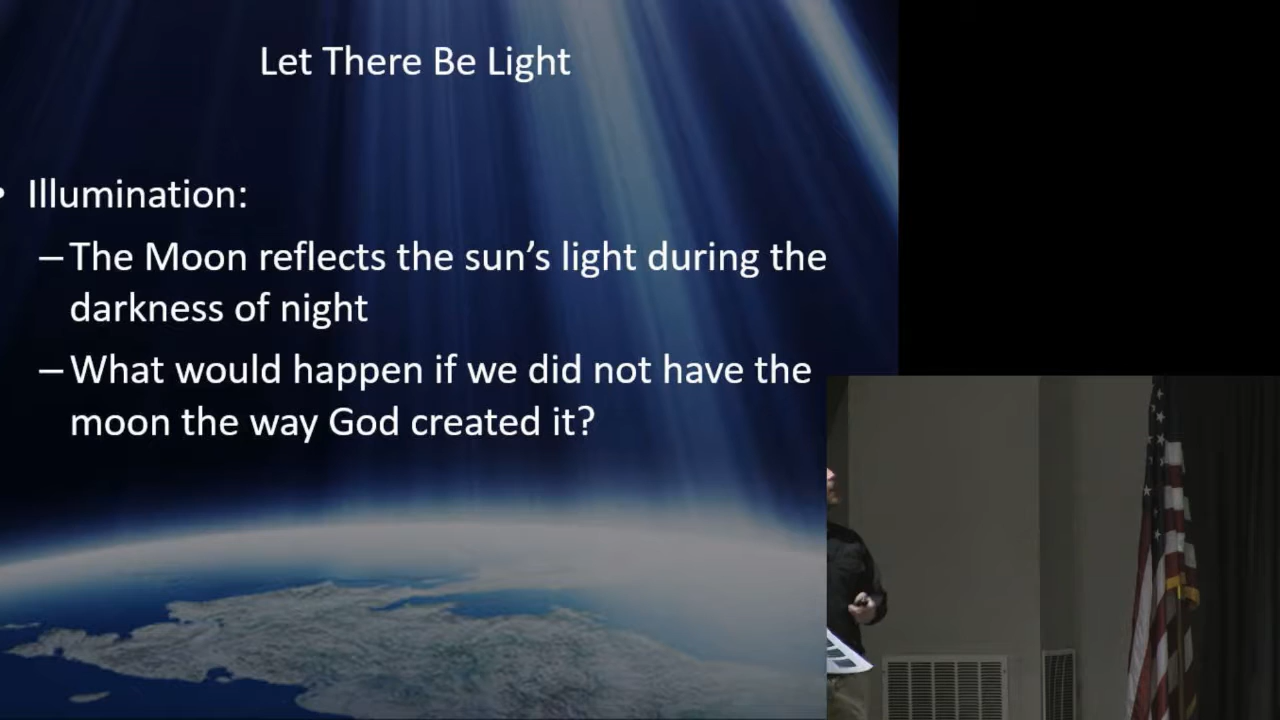 Let There Be Light
• Illumination:
–The Moon reflects the sun’s light during the
darkness of night
–What would happen if we did not have the
moon the way God created it?